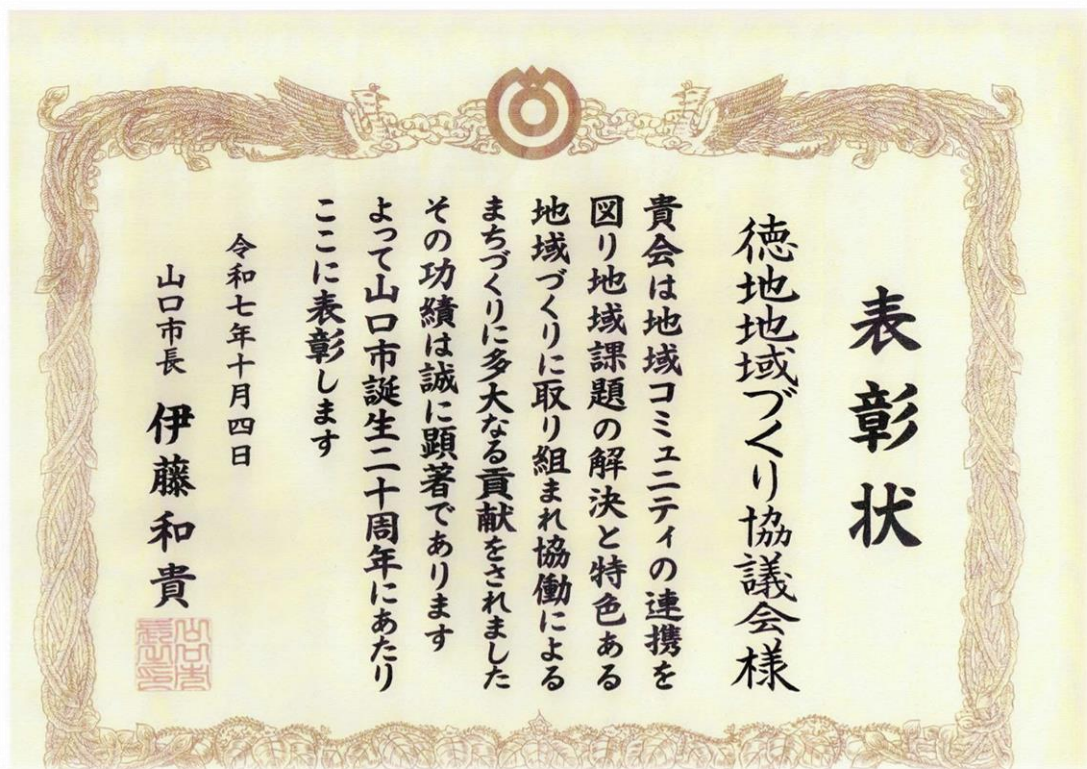 表彰状
徳地地域づくり協議会様
貴会は地域コミュニティの連携を
図り地域課題の解決と特色ある
地域づくりに取り組まれ協働による
まちづくりに多大なる貢献をされました
その功績は誠に顕著であります
よって山口市誕生二十周年にあたり
ここに表彰します
令和七年十月四日
山口市長 伊藤和貴